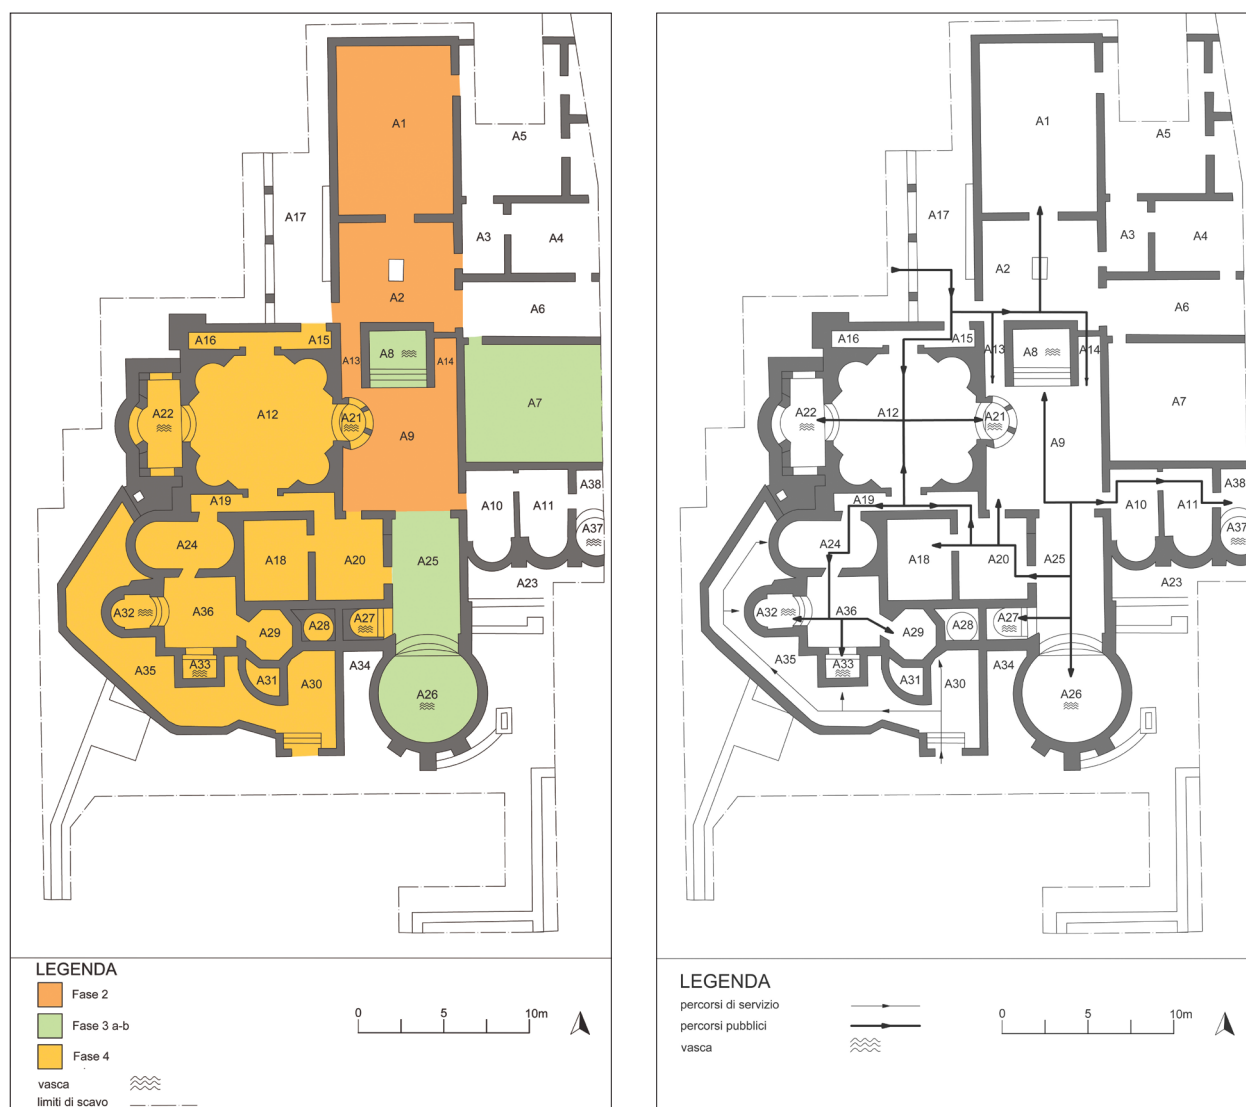 A1
A5
A17
A3
A4
A2
A6
A16
A15
A13
A8
A14
A7
A22
A12
A21
A9
A19
A10
A11
A38
A37
A24
A18
A20
A25
A23
A32
A36
A29
A28
A27
A34
A35
A33
A31
A30
A26
LEGENDA
Fase 2
Fase 3 a-b
Fase 4
vasca
limiti di scavo
0 5 10m
A1
A5
A17
A3
A4
A2
A6
A16
A15
A13
A8
A14
A7
A22
A12
A21
A9
A19
A10
A11
A38
A37
A24
A18
A20
A25
A23
A32
A36
A29
A28
A27
A34
A35
A33
A31
A30
A26
LEGENDA
percorsi di servizio
percorsi pubblici
vasca
0 5 10m